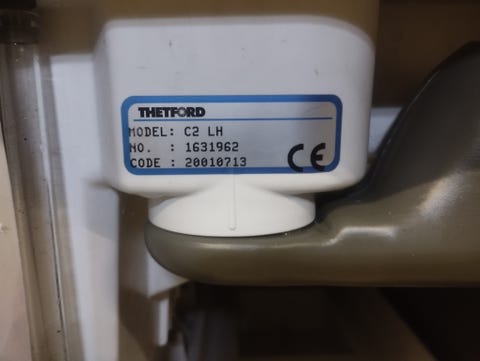 THETFORD
MODEL: C2 LH
NO. : 1631962
CODE : 20010713
CE